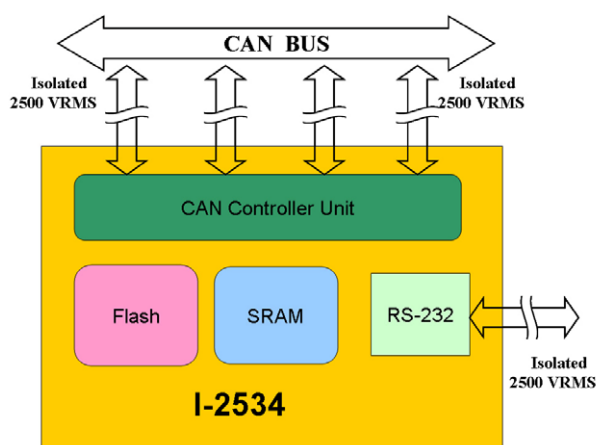 CAN BUS
Isolated
2500 VRMS
Isolated
2500 VRMS
CAN Controller Unit
Flash
SRAM
RS-232
Isolated
2500 VRMS
I-2534